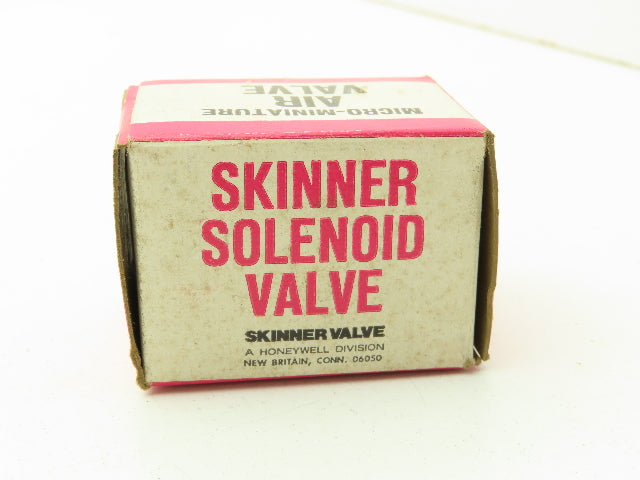 MICRO-MINIATURE
AIR
VALVE
SKINNER
SOLENOID
VALVE
SKINNER VALVE
A HONEYWELL DIVISION
NEW BRITAIN, CONN. 06050